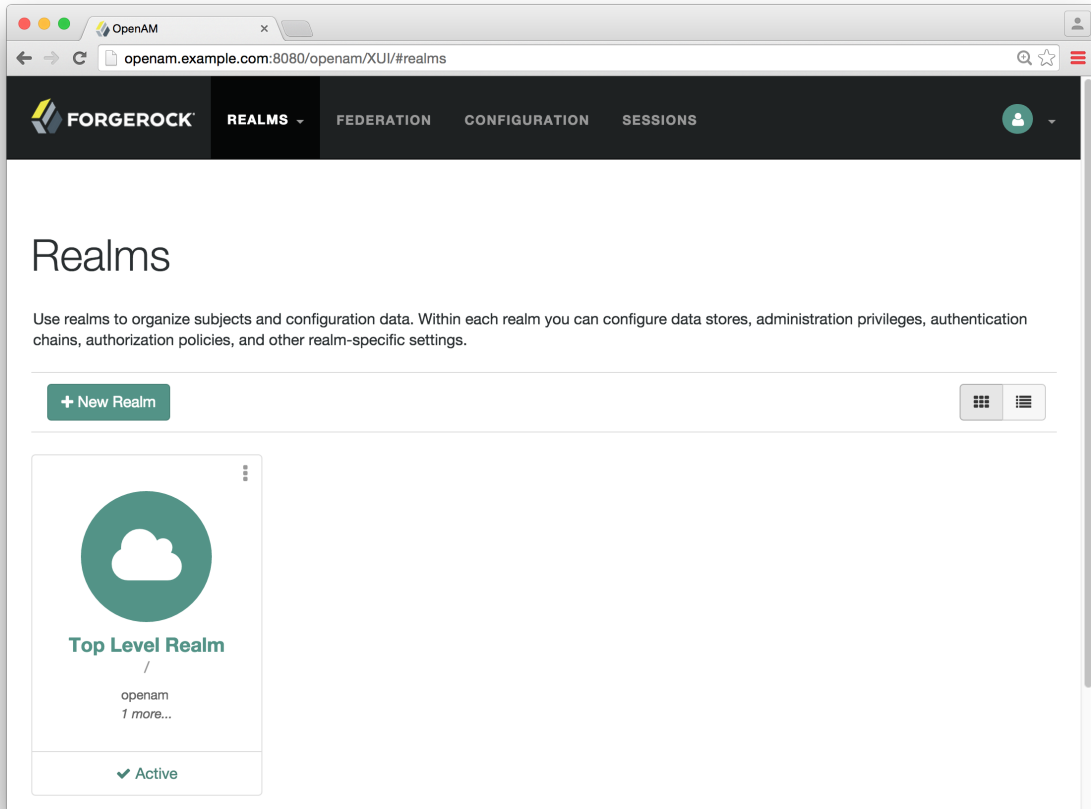 OpenAM
openam.example.com:8080/openam/XUI/#realms
FORGEROCK REALMS FEDERATION CONFIGURATION SESSIONS
Realms
Use realms to organize subjects and configuration data. Within each realm you can configure data stores, administration privileges, authentication
chains, authorization policies, and other realm-specific settings.
+ New Realm
Top Level Realm
/
openam
1 more...
Active